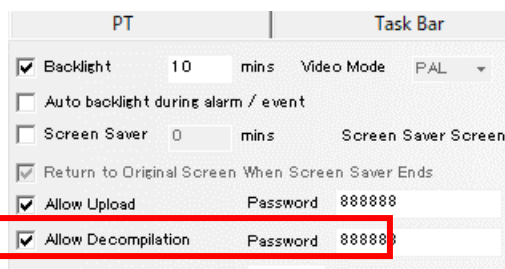 PT Task Bar
Backlight 10 mins Video Mode PAL
Auto backlight during alarm / event
Screen Saver 0 mins Screen Saver Screen
Return to Original Screen When Screen Saver Ends
Allow Upload Password 888888
Allow Decompilation Password 888888